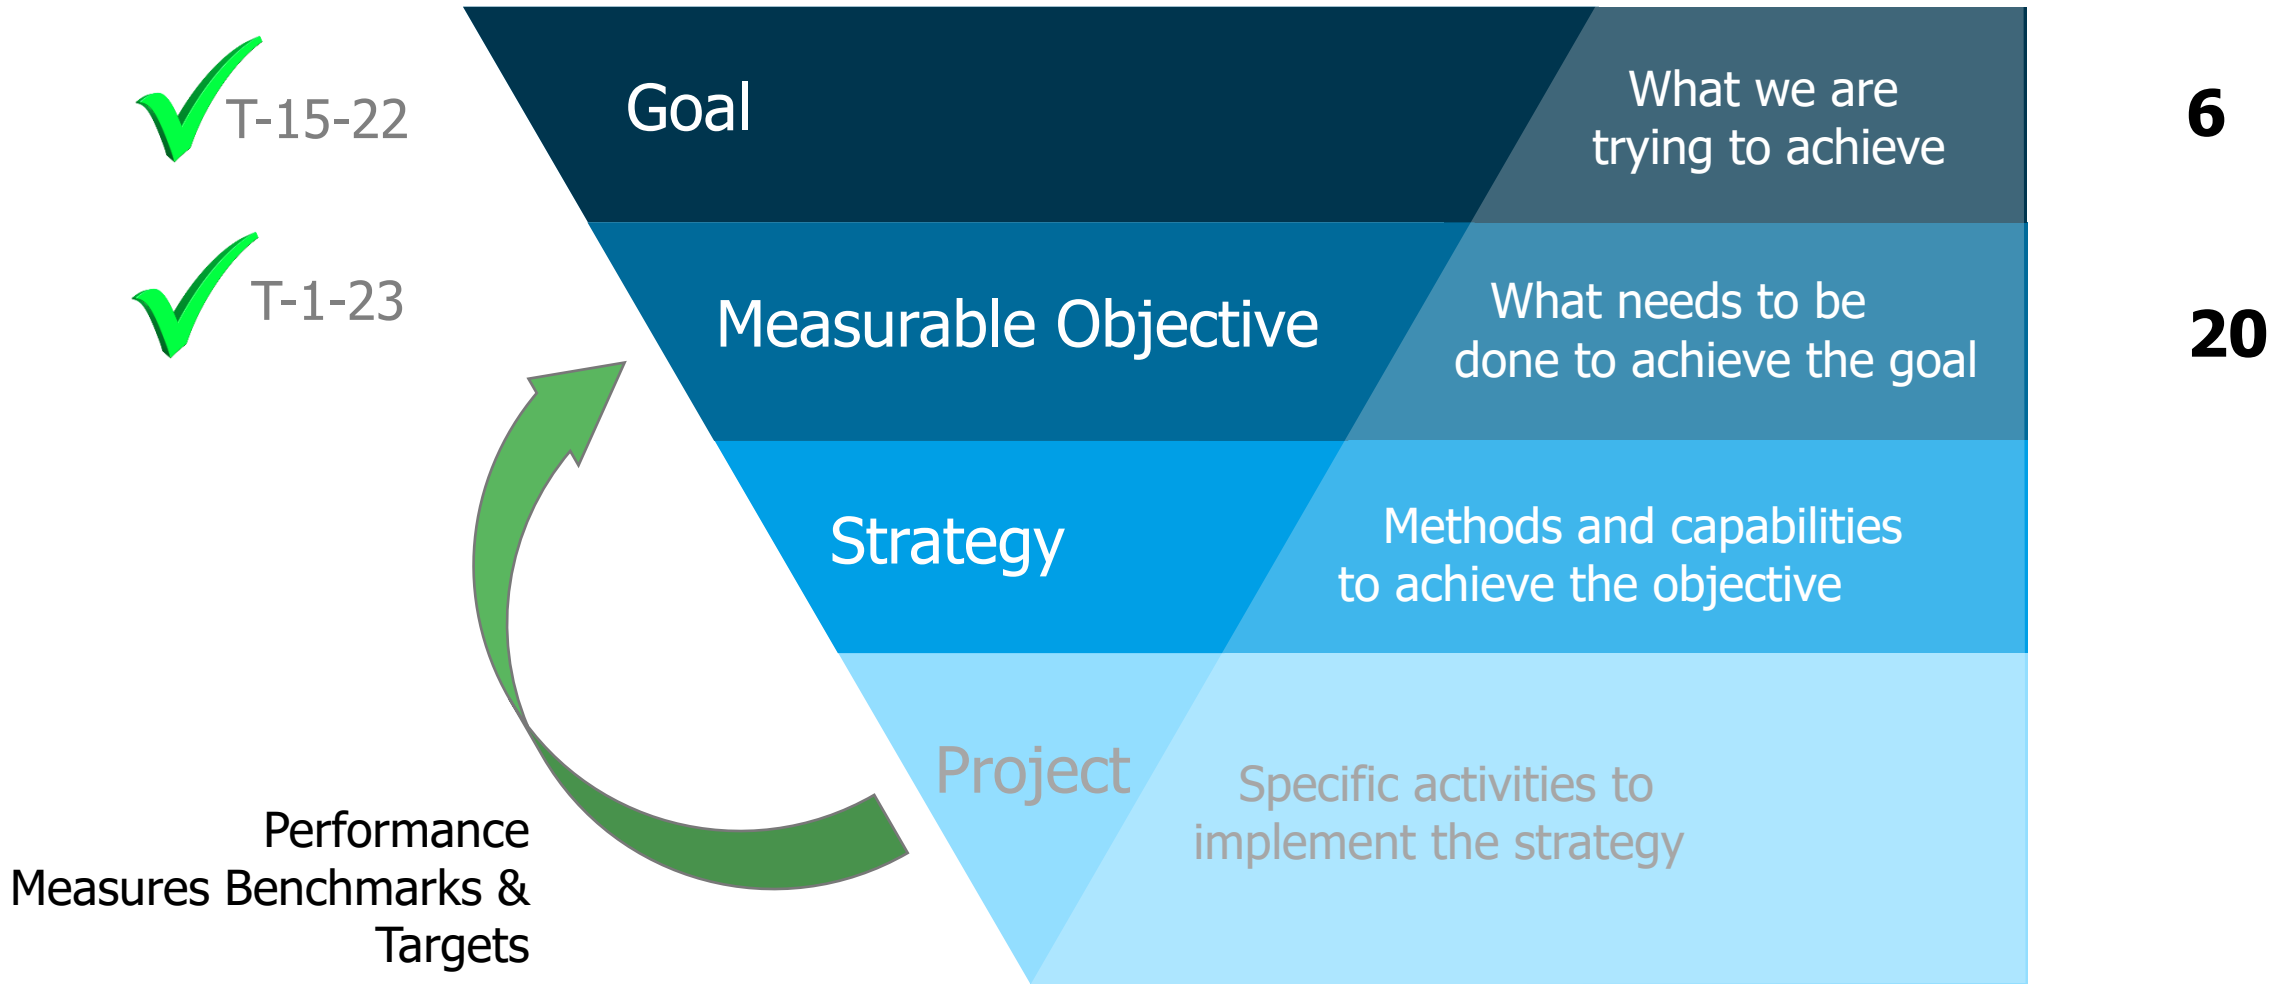 T-15-22
Goal
What we are
trying to achieve
6
T-1-23
Measurable Objective
What needs to be
done to achieve the goal
20
Strategy
Methods and capabilities
to achieve the objective
Project
Specific activities to
implement the strategy
Performance
Measures Benchmarks &
Targets